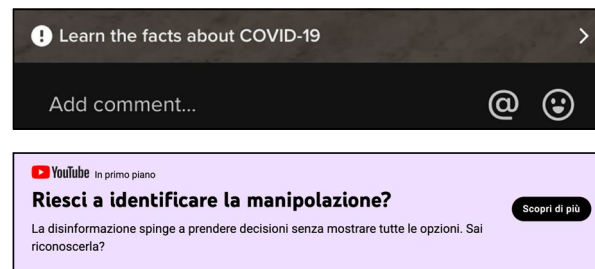 Learn the facts about COVID-19
Add comment...
YouTube In primo piano
Riesci a identificare la manipolazione?
Scopri di più
La disinformazione spinge a prendere decisioni senza mostrare tutte le opzioni. Sai
riconoscerla?